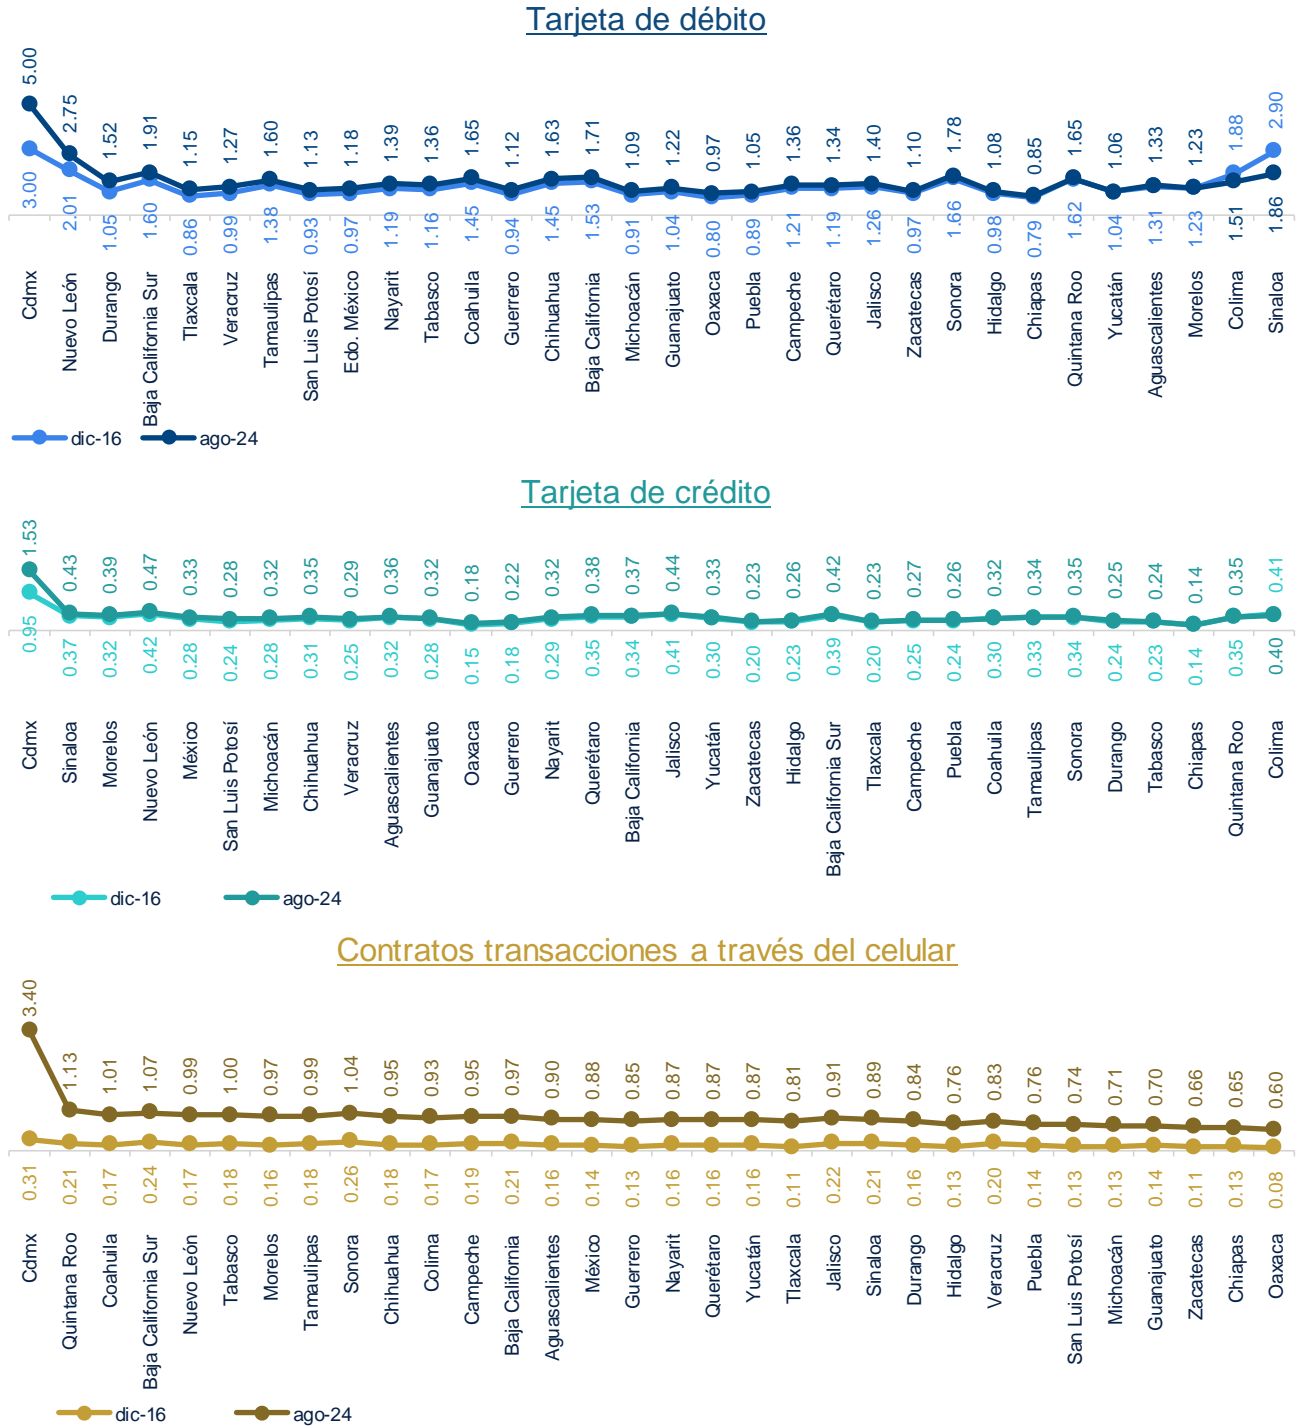 Tarjeta de débito
5.00 2.75 1.52 1.91 1.15 1.27 1.60 1.13 1.18 1.39 1.36 1.65 1.12 1.63 1.71 1.09 1.22 0.97 1.05 1.36 1.34 1.40 1.10 1.78 1.08 0.85 1.65 1.06 1.33 1.23 1.88 2.90
3.00 2.01 1.05 1.60 0.86 0.99 1.38 0.93 0.97 1.19 1.16 1.45 0.94 1.45 1.53 0.91 1.04 0.80 0.89 1.21 1.19 1.26 0.97 1.66 0.98 0.79 1.62 1.04 1.31 1.23 1.51 1.86
Cdmx
Nuevo León
Durango
Baja California Sur
Tlaxcala
Veracruz
Tamaulipas
San Luis Potosí
Edo. México
Nayarit
Tabasco
Coahuila
Guerrero
Chihuahua
Baja California
Michoacán
Guanajuato
Oaxaca
Puebla
Campeche
Querétaro
Jalisco
Zacatecas
Sonora
Hidalgo
Chiapas
Quintana Roo
Yucatán
Aguascalientes
Morelos
Colima
Sinaloa
dic-16 ago-24
Tarjeta de crédito
1.53 0.43 0.39 0.47 0.33 0.28 0.32 0.35 0.29 0.36 0.32 0.18 0.22 0.32 0.38 0.37 0.44 0.33 0.23 0.26 0.42 0.23 0.27 0.26 0.32 0.34 0.35 0.25 0.24 0.14 0.35 0.41
0.95 0.37 0.32 0.42 0.28 0.24 0.28 0.31 0.25 0.32 0.28 0.15 0.18 0.29 0.35 0.34 0.41 0.30 0.20 0.23 0.39 0.20 0.25 0.24 0.30 0.33 0.34 0.24 0.23 0.14 0.35 0.40
Cdmx
Sinaloa
Morelos
Nuevo León
México
San Luis Potosí
Michoacán
Chihuahua
Veracruz
Aguascalientes
Guanajuato
Oaxaca
Guerrero
Nayarit
Querétaro
Baja California
Jalisco
Yucatán
Zacatecas
Hidalgo
Baja California Sur
Tlaxcala
Campeche
Puebla
Coahuila
Tamaulipas
Sonora
Durango
Tabasco
Chiapas
Quintana Roo
Colima
dic-16 ago-24
Contratos transacciones a través del celular
3.40 1.13 1.01 1.07 0.99 1.00 0.97 0.99 1.04 0.95 0.93 0.95 0.97 0.90 0.88 0.85 0.87 0.87 0.87 0.81 0.91 0.89 0.84 0.76 0.83 0.76 0.74 0.71 0.70 0.66 0.65 0.60
0.31 0.21 0.17 0.24 0.17 0.18 0.16 0.18 0.26 0.18 0.17 0.19 0.21 0.16 0.14 0.13 0.16 0.16 0.16 0.11 0.22 0.21 0.16 0.13 0.20 0.14 0.13 0.13 0.14 0.11 0.13 0.08
Cdmx
Quintana Roo
Coahuila
Baja California Sur
Nuevo León
Tabasco
Morelos
Tamaulipas
Sonora
Chihuahua
Colima
Campeche
Baja California
Aguascalientes
México
Guerrero
Nayarit
Querétaro
Yucatán
Tlaxcala
Jalisco
Sinaloa
Durango
Hidalgo
Veracruz
Puebla
San Luis Potosí
Michoacán
Guanajuato
Zacatecas
Chiapas
Oaxaca
dic-16 ago-24